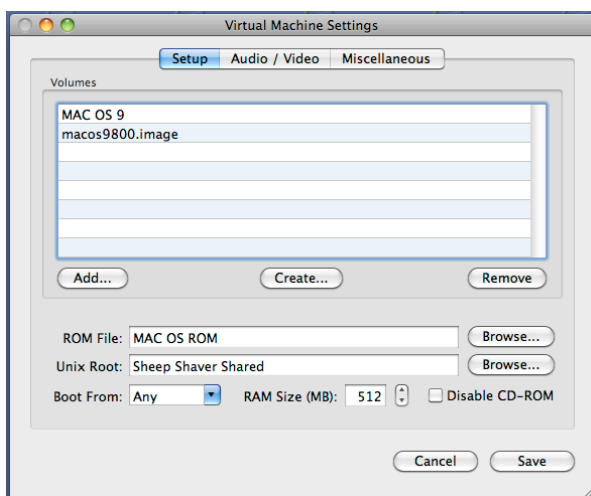 Virtual Machine Settings
Setup Audio / Video Miscellaneous
Volumes
MAC OS 9
macos9800.image
Add... Create... Remove
ROM File: MAC OS ROM Browse...
Unix Root: Sheep Shaver Shared Browse...
Boot From: Any RAM Size (MB): 512 Disable CD-ROM
Cancel Save